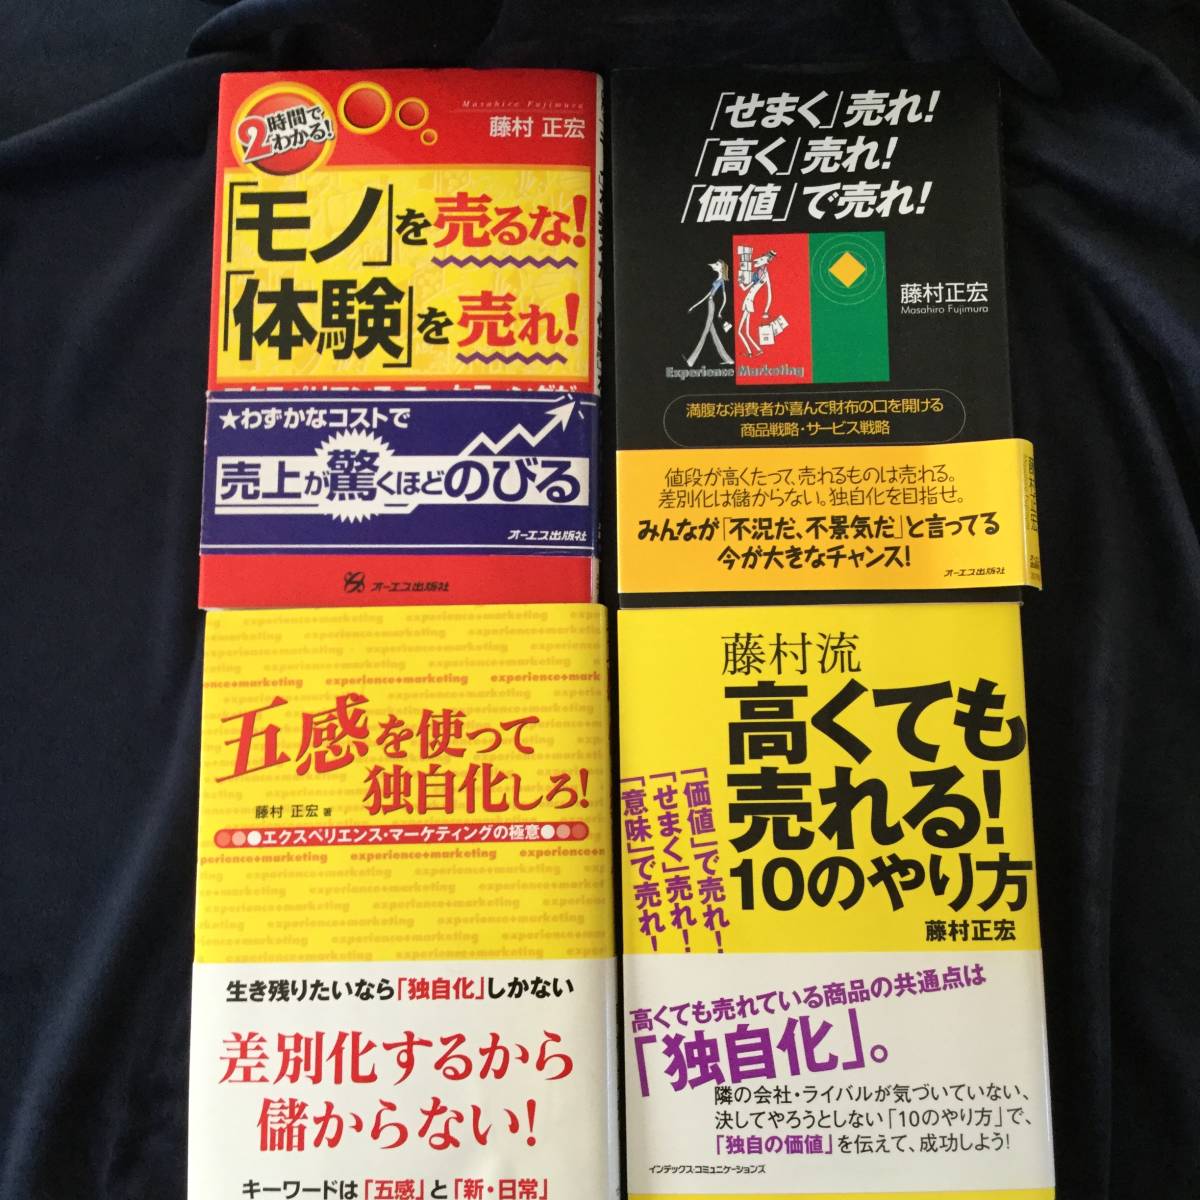 2時間で
わかる!
Masahiro Fujimura
藤村 正宏
「モノ」を売るな!
「体験」を売れ!
★わずかなコストで
売上が驚くほどのびる
オーエス出版社
オーエス出版社
「せまく」売れ!
「高く」売れ!
「価値」で売れ!
藤村正宏
Masahiro Fujimura
Experience Marketing
満腹な消費者が喜んで財布の口を開ける
商品戦略・サービス戦略
値段が高くたって、売れるものは売れる。
差別化は儲からない。独自化を目指せ。
みんなが「不況だ、不景気だ」と言ってる
今が大きなチャンス!
オーエス出版社
experience+marketing experience+marketing
experience+marketing experience+mark
五感を使って
独自化しろ!
藤村 正宏 著
エクスペリエンス・マーケティングの極意
experience+marketing experience+marketing
生き残りたいなら「独自化」しかない
差別化するから
儲からない!
キーワードは「五感」と「新・日常」
藤村流
高くても
売れる!
10のやり方
藤村正宏
「価値」で売れ!
「せまく」売れ!
「意味」で売れ!
高くても売れている商品の共通点は
「独自化」。
隣の会社・ライバルが気づいていない、
決してやろうとしない「10のやり方」で、
「独自の価値」を伝えて、成功しよう!
インデックス・コミュニケーションズ